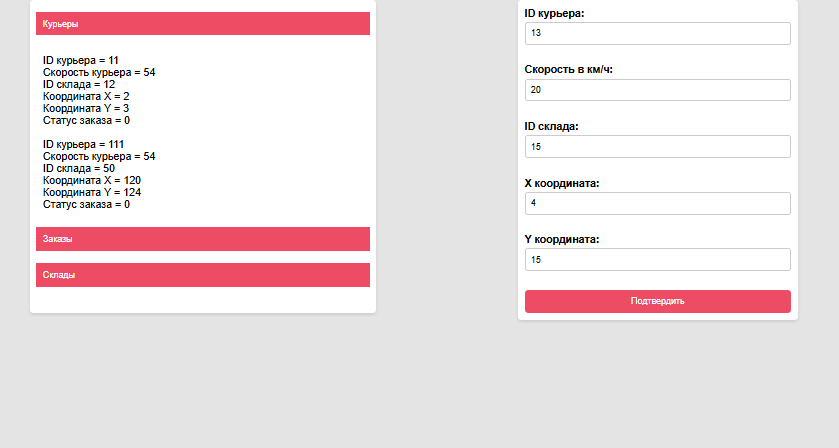 Курьеры
ID курьера = 11
Скорость курьера = 54
ID склада = 12
Координата X = 2
Координата Y = 3
Статус заказа = 0
ID курьера = 111
Скорость курьера = 54
ID склада = 50
Координата X = 120
Координата Y = 124
Статус заказа = 0
Заказы
Склады
ID курьера:
13
Скорость в км/ч:
20
ID склада:
15
X координата:
4
Y координата:
15
Подтвердить